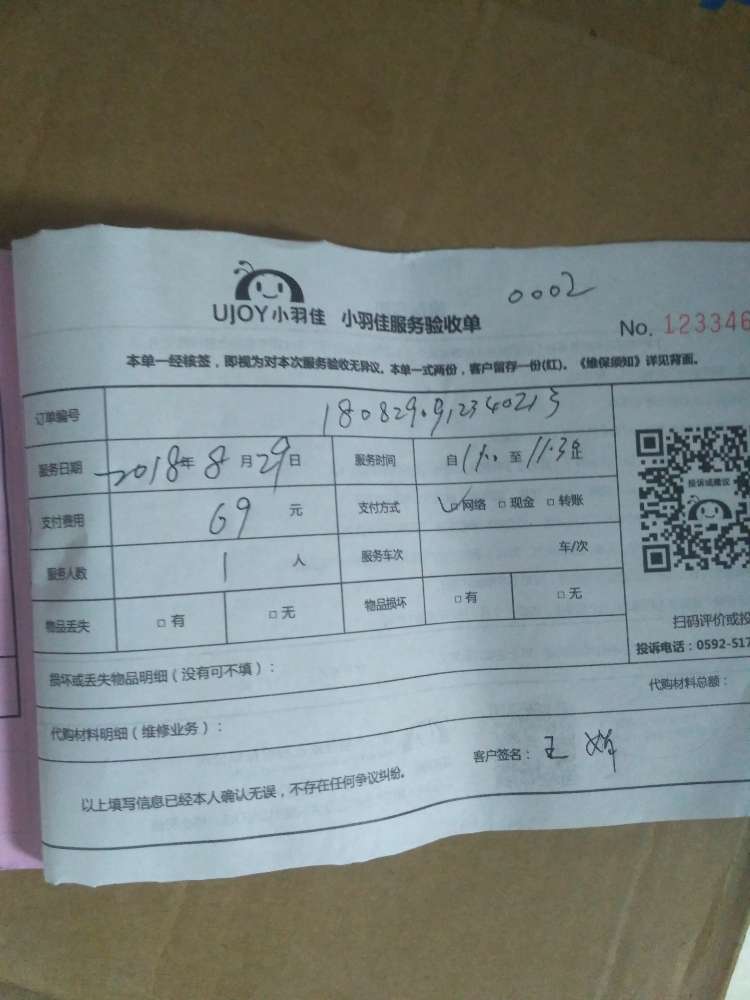 0002
UJOY小羽佳 小羽佳服务验收单
No. 123346
本单一经核签，即视为对本次服务验收无异议。本单一式两份，客户留存一份(红)。《维保须知》详见背面。
订单编号 1808290912340213
服务日期 2018年8月29日 服务时间 自 至
支付费用 69 元 支付方式 ☑网络 □现金 □转账
投诉或建议
服务人数 1 人 服务车次 车/次
物品丢失 □有 □无 物品损坏 □有 □无
扫码评价或投
投诉电话：0592-517
损坏或丢失物品明细（没有可不填）：
代购材料总额：
代购材料明细（维修业务）：
客户签名：王
以上填写信息已经本人确认无误，不存在任何争议纠纷。